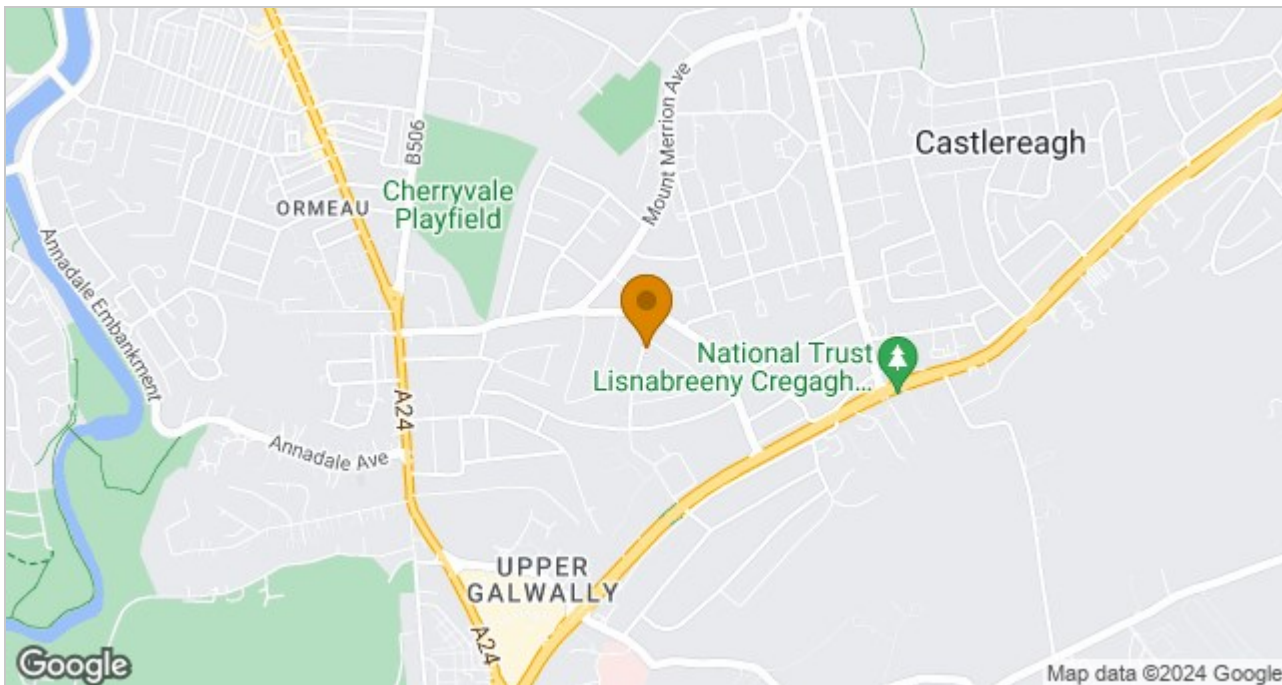 Castlereagh
Mount Merrion Ave
B506
Cherryvale
Playfield
ORMEAU
Annadale Embankment
National Trust
Lisnabreeny Cregagh...
A24
Annadale Ave
UPPER
GALWALLY
A24
Google
Map data ©2024 Google